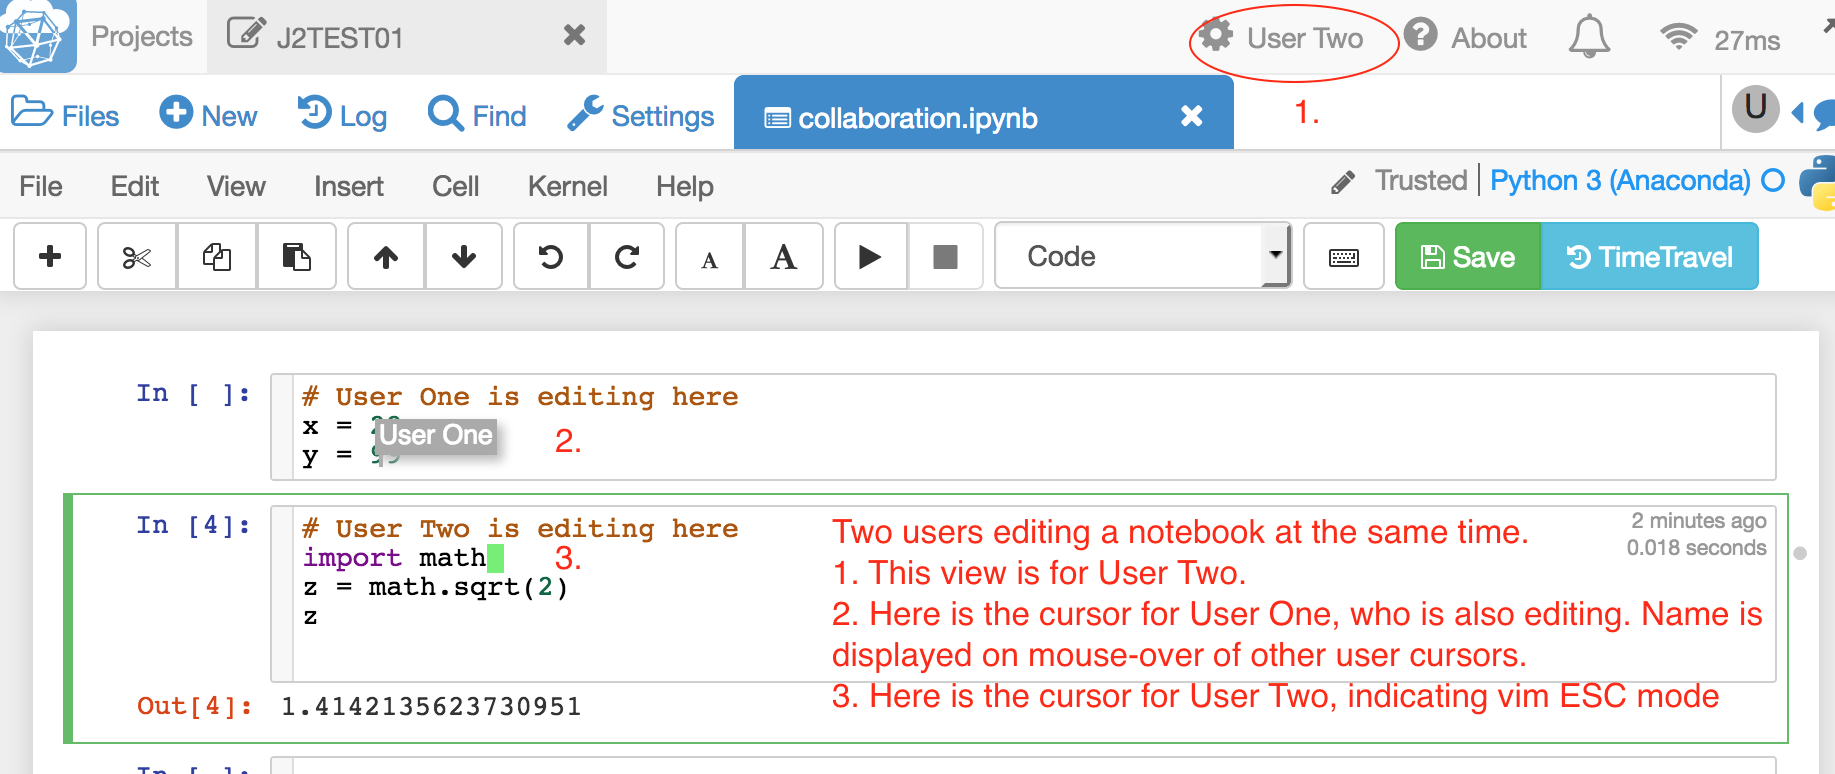 Projects J2TEST01 User Two About 27ms
Files New Log Find Settings collaboration.ipynb 1. U
File Edit View Insert Cell Kernel Help Trusted Python 3 (Anaconda)
A A Code Save TimeTravel
In [ ]: # User One is editing here
x =
User One 2.
y =
In [4]: # User Two is editing here
import math 3.
z = math.sqrt(2)
z
2 minutes ago
0.018 seconds
Two users editing a notebook at the same time.
1. This view is for User Two.
2. Here is the cursor for User One, who is also editing. Name is
displayed on mouse-over of other user cursors.
3. Here is the cursor for User Two, indicating vim ESC mode
Out[4]: 1.4142135623730951
In [ ]: